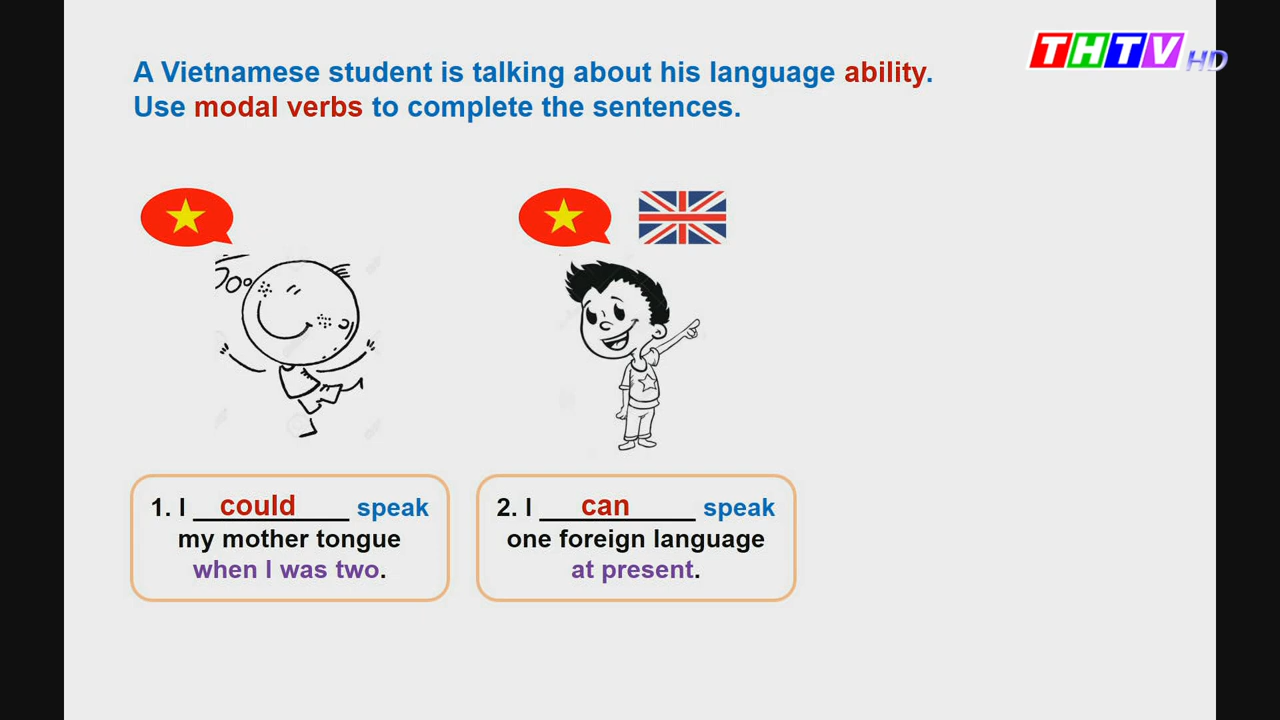 THTV HD
A Vietnamese student is talking about his language ability.
Use modal verbs to complete the sentences.
1. I could speak
my mother tongue
when I was two.
2. I can speak
one foreign language
at present.